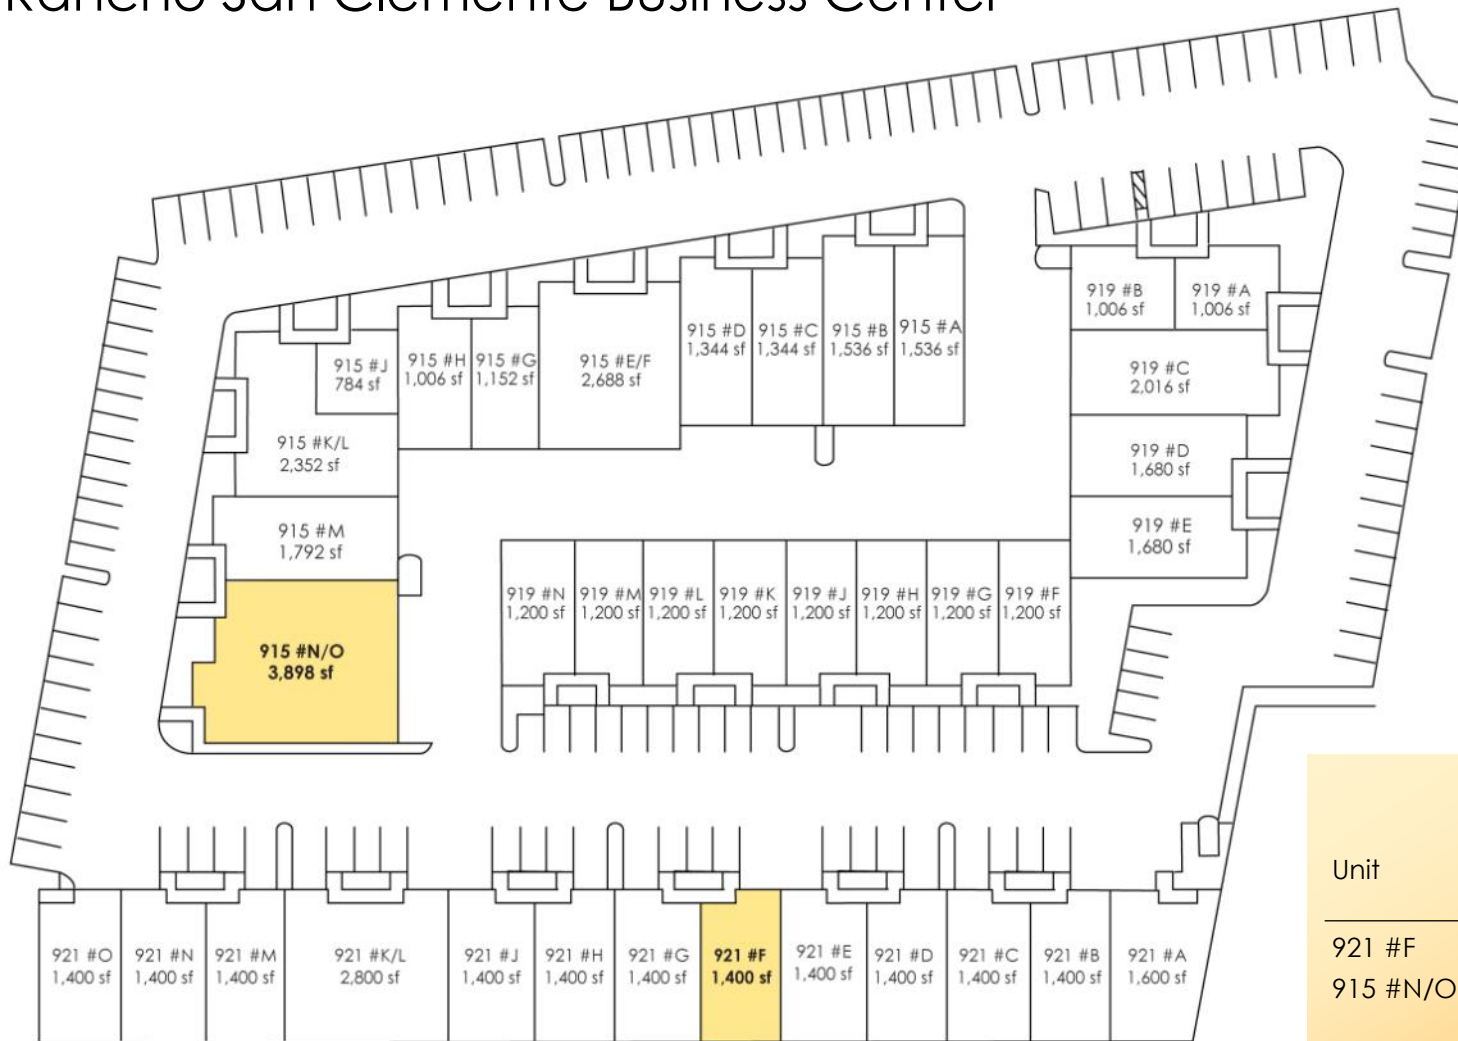 Rancho San Clemente Business Center
919 #B
1,006 sf
919 #A
1,006 sf
915 #D
1,344 sf
915 #C
1,344 sf
915 #B
1,536 sf
915 #A
1,536 sf
915 #J
784 sf
915 #H
1,006 sf
915 #G
1,152 sf
915 #E/F
2,688 sf
919 #C
2,016 sf
915 #K/L
2,352 sf
919 #D
1,680 sf
915 #M
1,792 sf
919 #E
1,680 sf
919 #N
1,200 sf
919 #M
1,200 sf
919 #L
1,200 sf
919 #K
1,200 sf
919 #J
1,200 sf
919 #H
1,200 sf
919 #G
1,200 sf
919 #F
1,200 sf
915 #N/O
3,898 sf
921 #O
1,400 sf
921 #N
1,400 sf
921 #M
1,400 sf
921 #K/L
2,800 sf
921 #J
1,400 sf
921 #H
1,400 sf
921 #G
1,400 sf
921 #F
1,400 sf
921 #E
1,400 sf
921 #D
1,400 sf
921 #C
1,400 sf
921 #B
1,400 sf
921 #A
1,600 sf
Unit
921 #F
915 #N/O